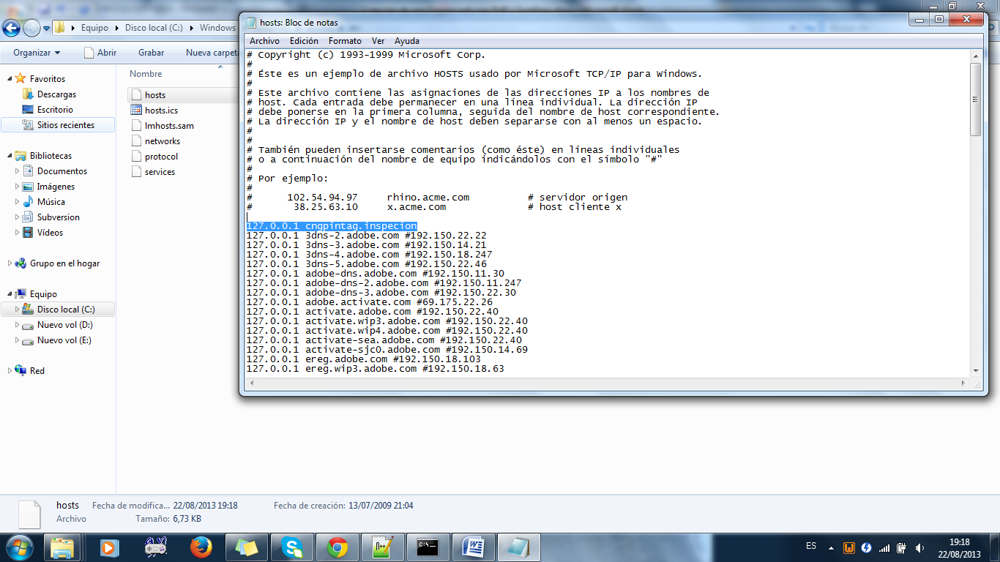 hosts: Bloc de notas
Equipo
Disco local (C:)
Windows
Archivo Edición Formato Ver Ayuda
Organizar
Abrir
Grabar
Nueva carpeta
Nombre
Favoritos
Descargas
Escritorio
Sitios recientes
Bibliotecas
Documentos
Imágenes
Música
Subversion
Vídeos
Grupo en el hogar
Equipo
Disco local (C:)
Nuevo vol (D:)
Nuevo vol (E:)
Red
hosts
hosts.ics
lmhosts.sam
networks
protocol
services
# Copyright (c) 1993-1999 Microsoft Corp.
#
# Éste es un ejemplo de archivo HOSTS usado por Microsoft TCP/IP para Windows.
#
# Este archivo contiene las asignaciones de las direcciones IP a los nombres de
# host. Cada entrada debe permanecer en una línea individual. La dirección IP
# debe ponerse en la primera columna, seguida del nombre de host correspondiente.
# La dirección IP y el nombre de host deben separarse con al menos un espacio.
#
#
# También pueden insertarse comentarios (como éste) en líneas individuales
# o a continuación del nombre de equipo indicándolos con el símbolo "#"
#
# Por ejemplo:
#
# 102.54.94.97 rhino.acme.com # servidor origen
# 38.25.63.10 x.acme.com # host cliente x
127.0.0.1 cngpintag.inspecion
127.0.0.1 3dns-2.adobe.com #192.150.22.22
127.0.0.1 3dns-3.adobe.com #192.150.14.21
127.0.0.1 3dns-4.adobe.com #192.150.18.247
127.0.0.1 3dns-5.adobe.com #192.150.22.46
127.0.0.1 adobe-dns.adobe.com #192.150.11.30
127.0.0.1 adobe-dns-2.adobe.com #192.150.11.247
127.0.0.1 adobe-dns-3.adobe.com #192.150.22.30
127.0.0.1 adobe.activate.com #69.175.22.26
127.0.0.1 activate.adobe.com #192.150.22.40
127.0.0.1 activate.wip3.adobe.com #192.150.22.40
127.0.0.1 activate.wip4.adobe.com #192.150.22.40
127.0.0.1 activate-sea.adobe.com #192.150.22.40
127.0.0.1 activate-sjc0.adobe.com #192.150.14.69
127.0.0.1 ereg.adobe.com #192.150.18.103
127.0.0.1 ereg.wip3.adobe.com #192.150.18.63
hosts Fecha de modifica... 22/08/2013 19:18 Fecha de creación: 13/07/2009 21:04
Archivo Tamaño: 6,73 KB
ES
19:18
22/08/2013